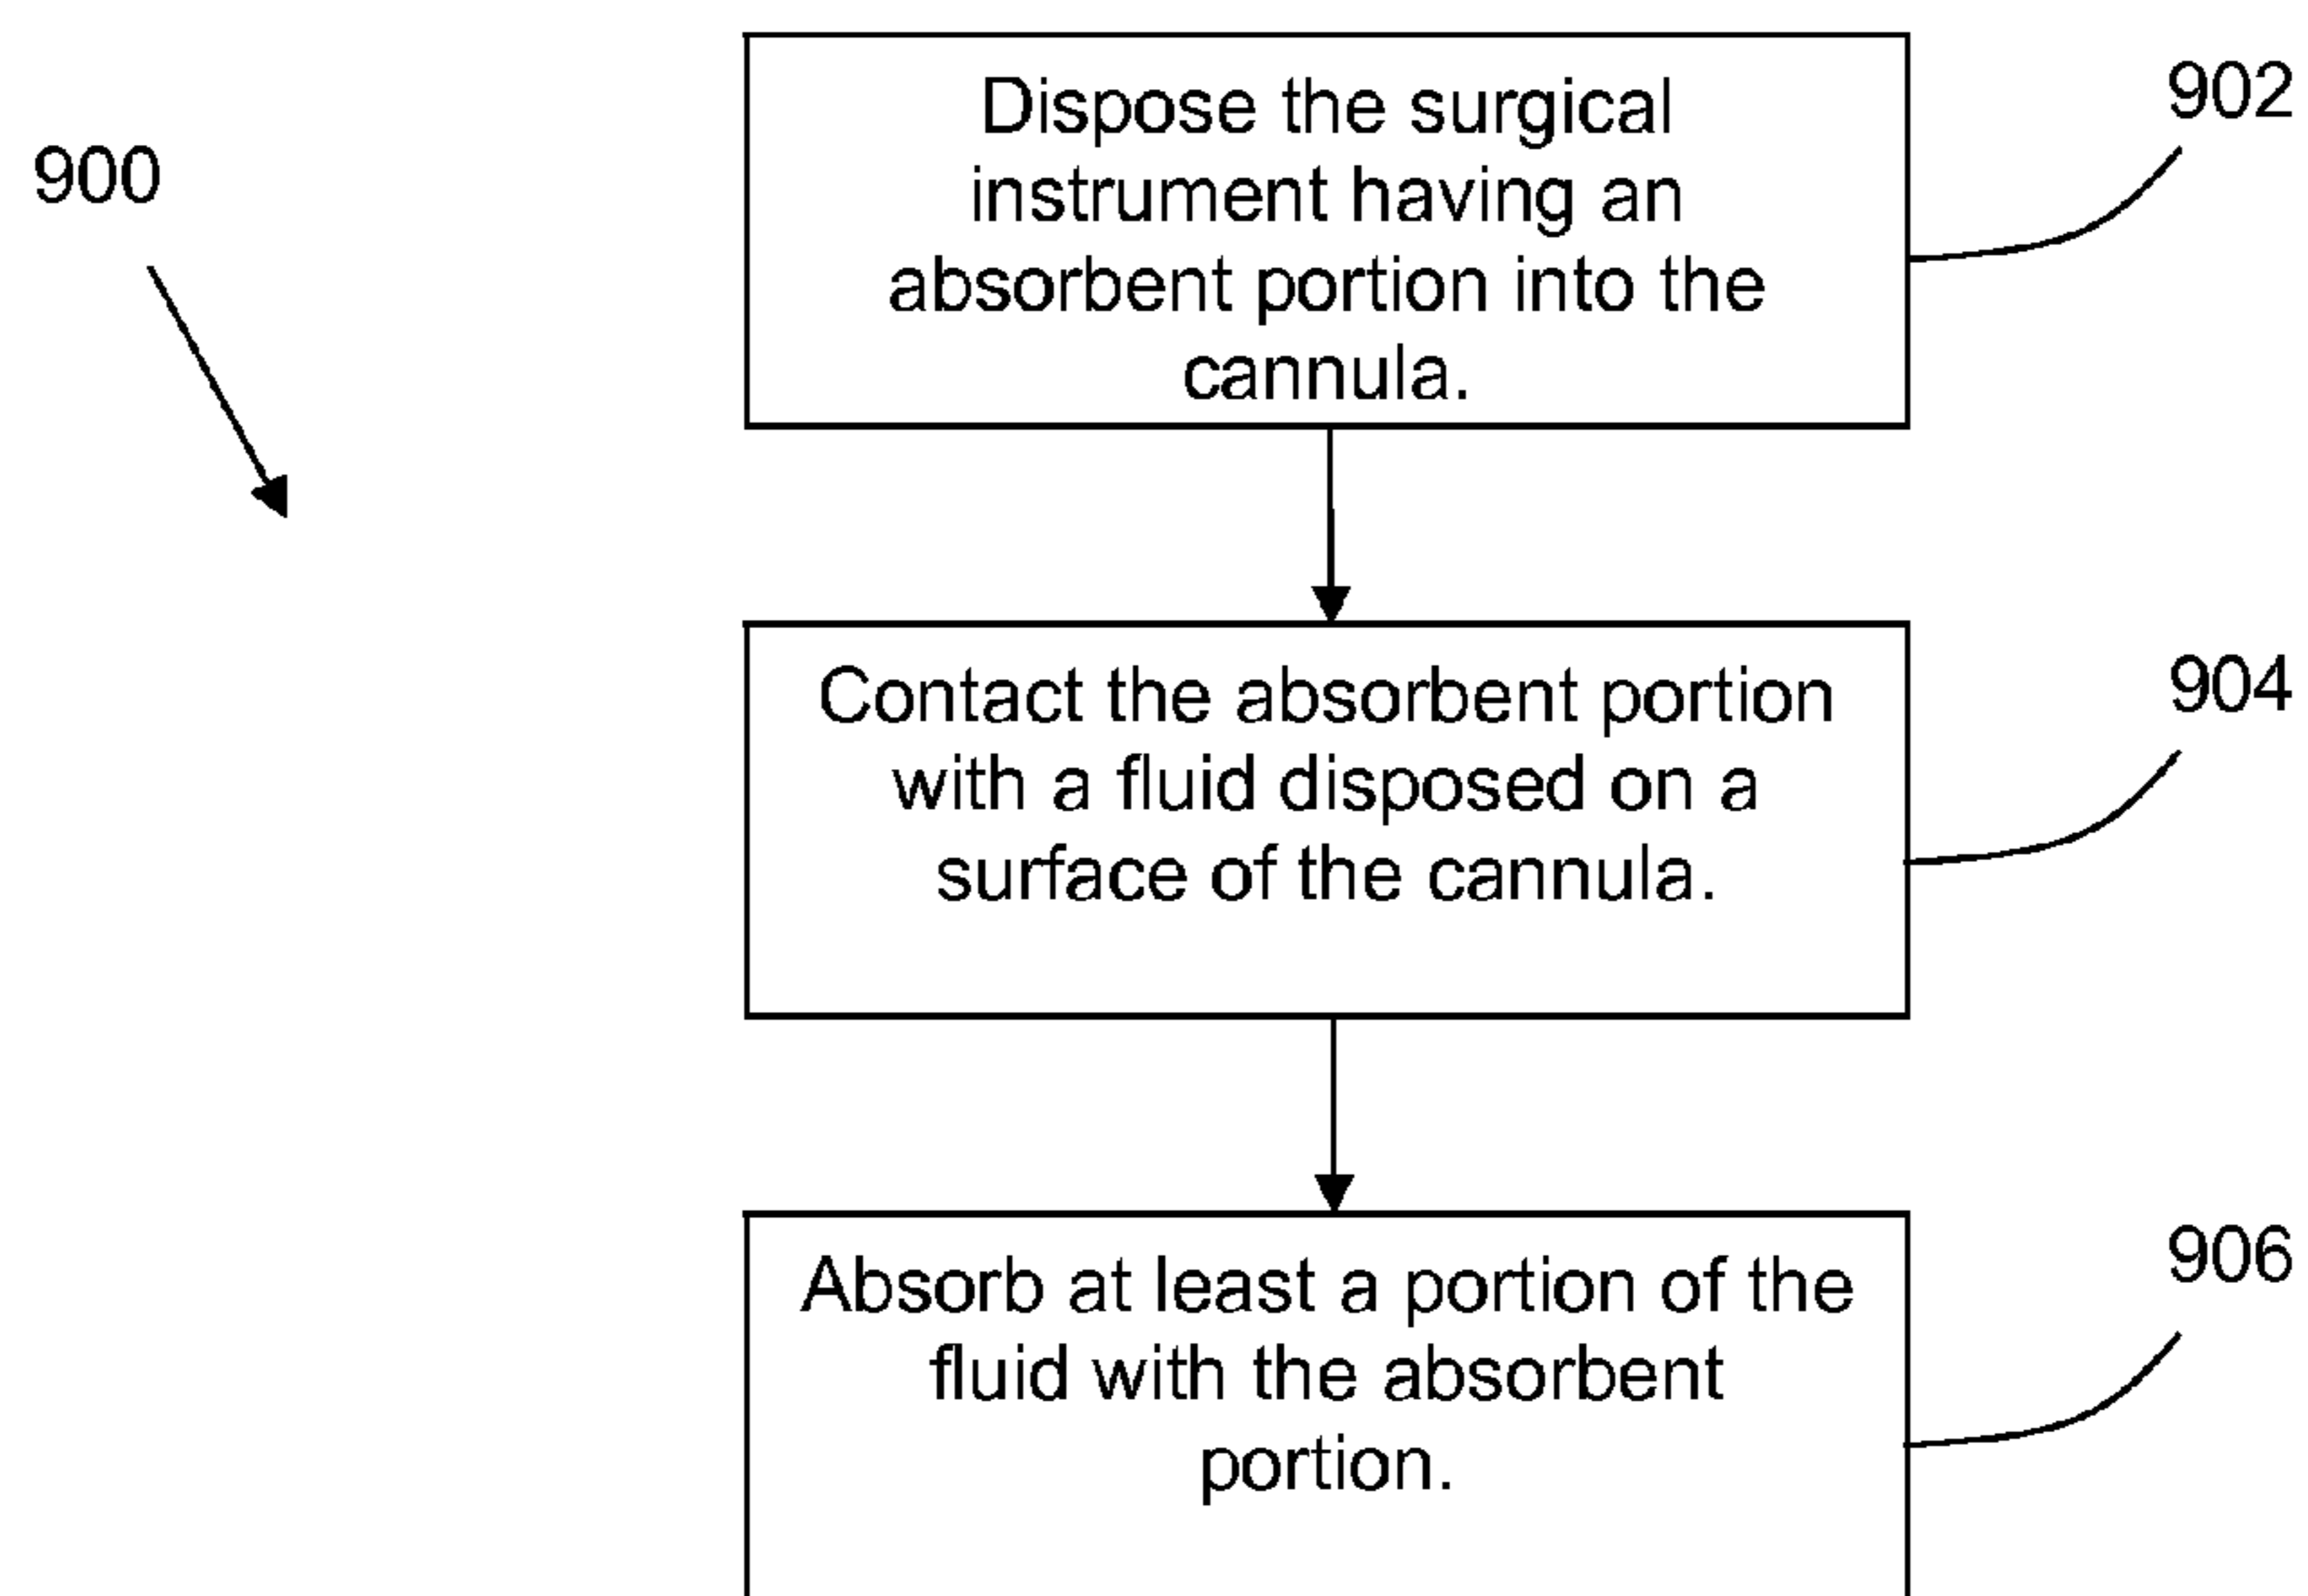 Dispose the surgical
instrument having an
absorbent portion into the
cannula.
902
900
Contact the absorbent portion
with a fluid disposed on a
surface of the cannula.
904
Absorb at least a portion of the
fluid with the absorbent
portion.
906